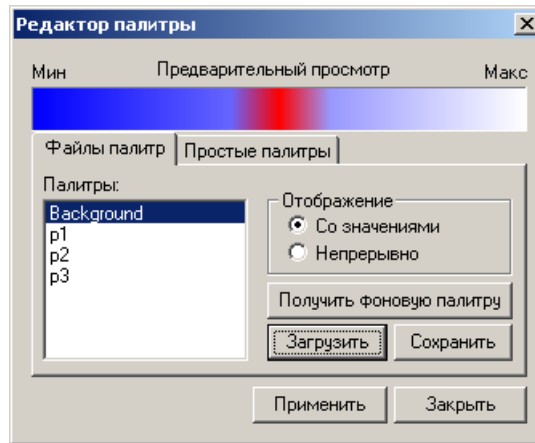 Редактор палитры
Мин Предварительный просмотр Макс
Файлы палитр Простые палитры
Палитры:
Background
p1
p2
p3
Отображение
Со значениями
Непрерывно
Получить фоновую палитру
Загрузить Сохранить
Применить Закрыть